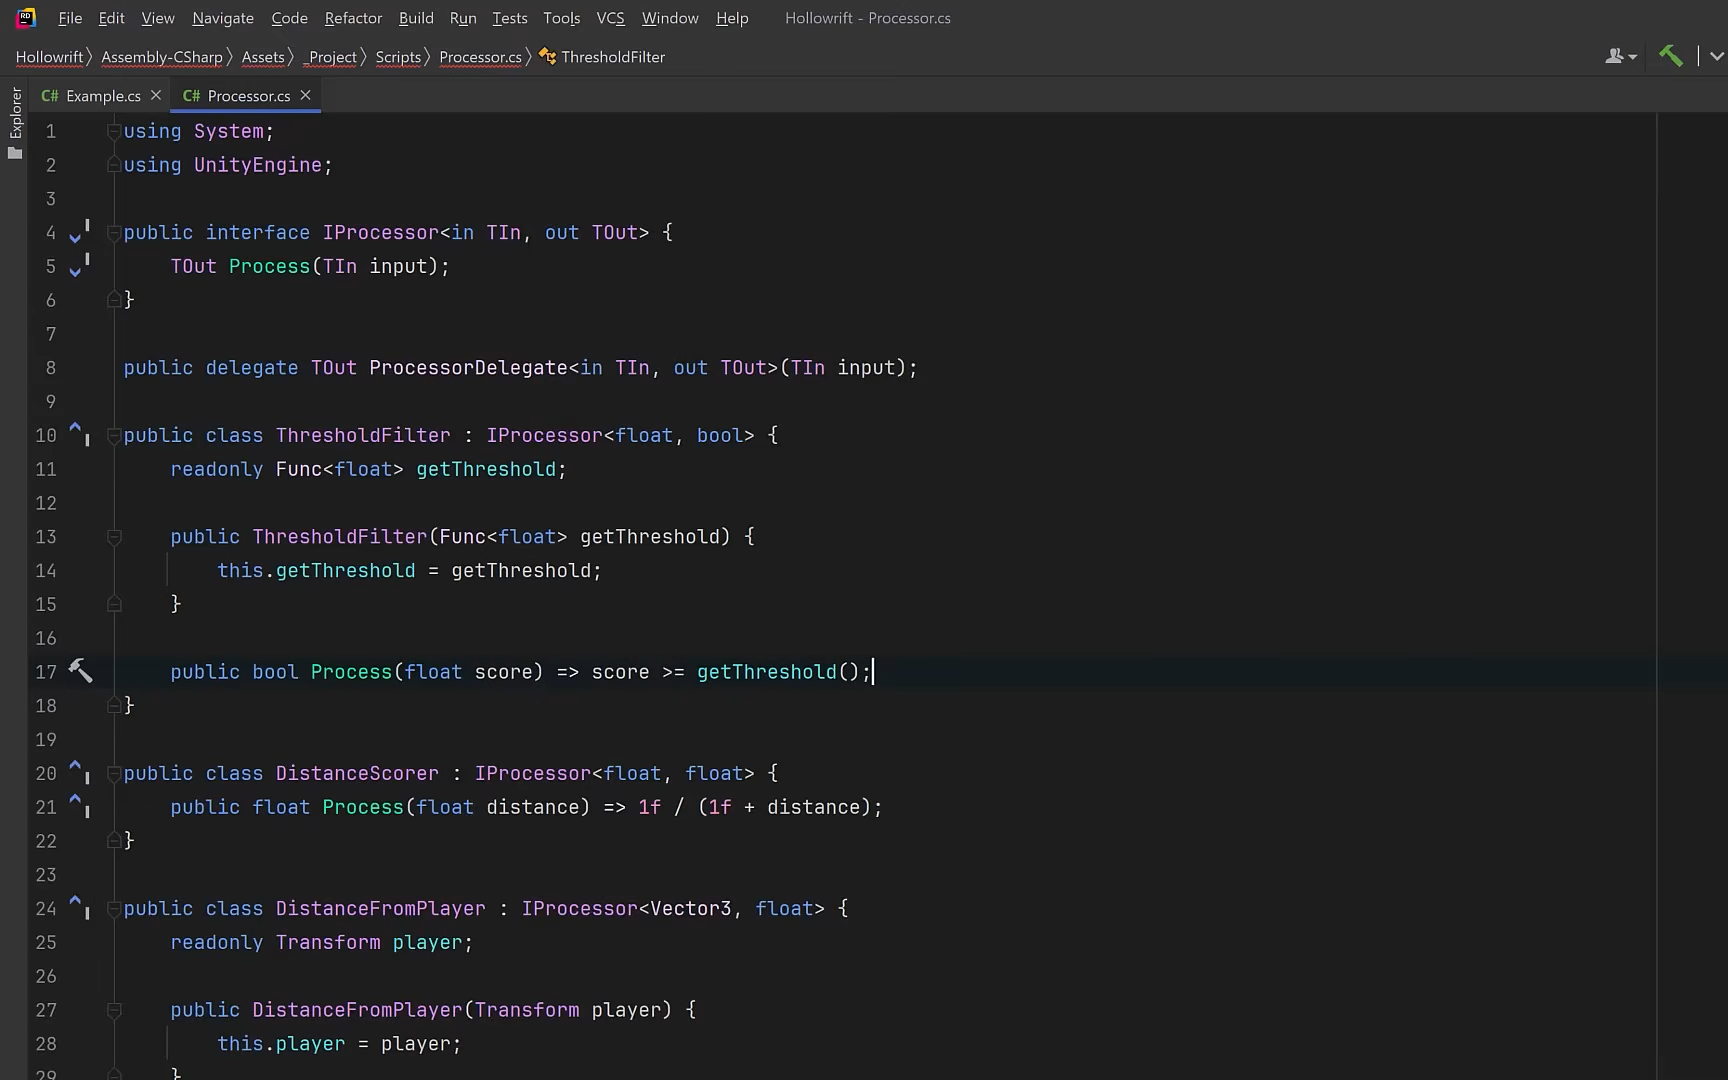 RD File Edit View Navigate Code Refactor Build Run Tests Tools VCS Window Help Hollowrift - Processor.cs
Hollowrift Assembly-CSharp Assets _Project Scripts Processor.cs ThresholdFilter
Explorer
C# Example.cs C# Processor.cs
1 using System;
2 using UnityEngine;
3
4 public interface IProcessor<in TIn, out TOut> {
5 TOut Process(TIn input);
6 }
7
8 public delegate TOut ProcessorDelegate<in TIn, out TOut>(TIn input);
9
10 public class ThresholdFilter : IProcessor<float, bool> {
11 readonly Func<float> getThreshold;
12
13 public ThresholdFilter(Func<float> getThreshold) {
14 this.getThreshold = getThreshold;
15 }
16
17 public bool Process(float score) => score >= getThreshold();
18 }
19
20 public class DistanceScorer : IProcessor<float, float> {
21 public float Process(float distance) => 1f / (1f + distance);
22 }
23
24 public class DistanceFromPlayer : IProcessor<Vector3, float> {
25 readonly Transform player;
26
27 public DistanceFromPlayer(Transform player) {
28 this.player = player;
29 }